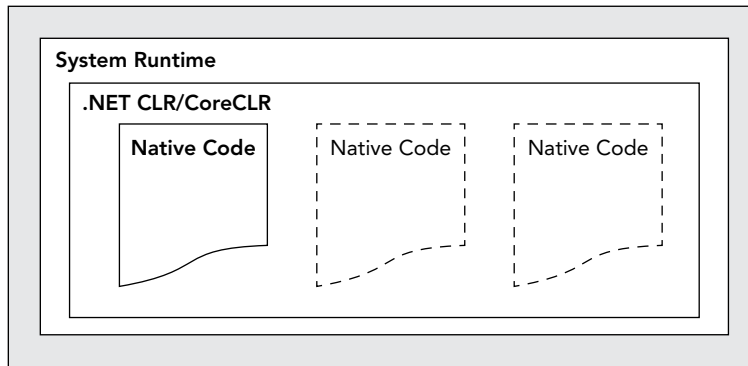 System Runtime
.NET CLR/CoreCLR
Native Code
Native Code
Native Code